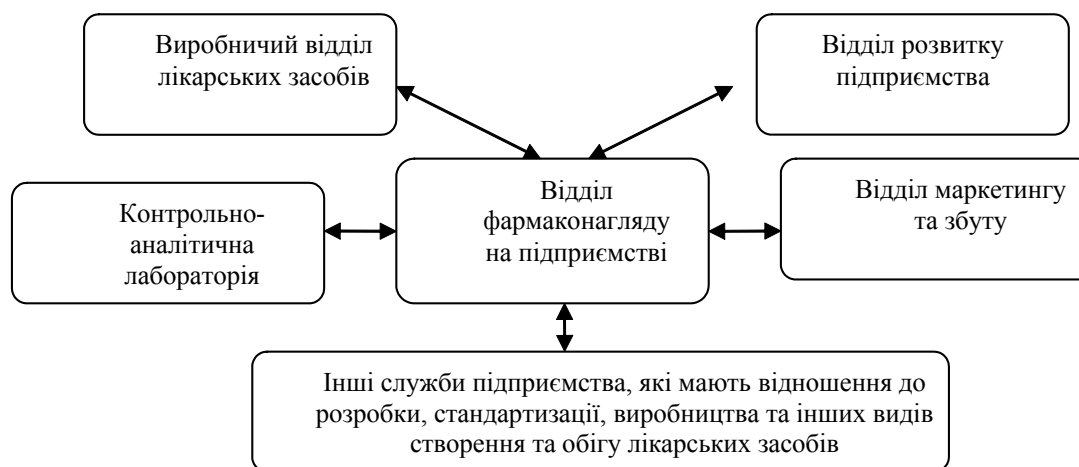 Виробничий відділ
лікарських засобів
Відділ розвитку
підприємства
Контрольно-
аналітична
лабораторія
Відділ
фармаконагляду
на підприємстві
Відділ маркетингу
та збуту
Інші служби підприємства, які мають відношення до
розробки, стандартизації, виробництва та інших видів
створення та обігу лікарських засобів